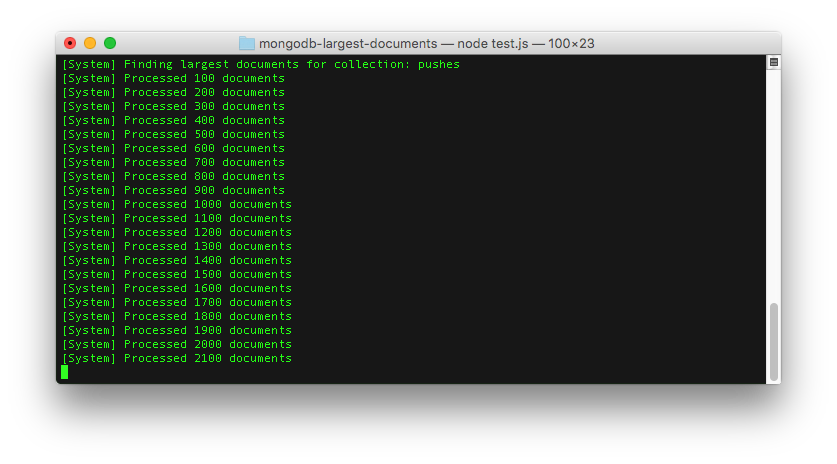 mongodb-largest-documents — node test.js — 100×23
[System] Finding largest documents for collection: pushes
[System] Processed 100 documents
[System] Processed 200 documents
[System] Processed 300 documents
[System] Processed 400 documents
[System] Processed 500 documents
[System] Processed 600 documents
[System] Processed 700 documents
[System] Processed 800 documents
[System] Processed 900 documents
[System] Processed 1000 documents
[System] Processed 1100 documents
[System] Processed 1200 documents
[System] Processed 1300 documents
[System] Processed 1400 documents
[System] Processed 1500 documents
[System] Processed 1600 documents
[System] Processed 1700 documents
[System] Processed 1800 documents
[System] Processed 1900 documents
[System] Processed 2000 documents
[System] Processed 2100 documents